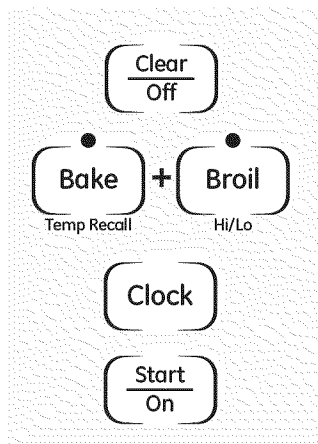 Clear
Off
Bake + Broil
Temp Recall Hi/Lo
Clock
Start
On